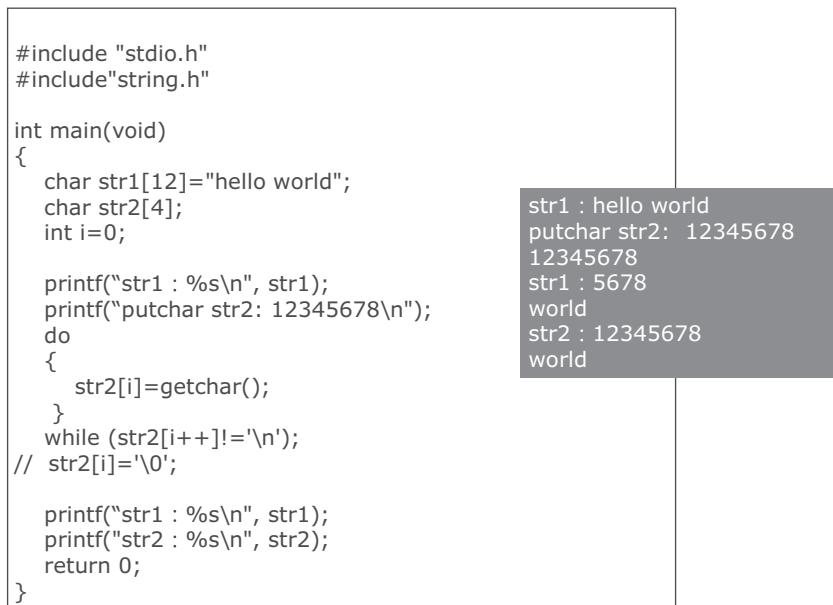 #include "stdio.h"
#include"string.h"
int main(void)
{
char str1[12]="hello world";
char str2[4];
int i=0;
printf(“str1 : %s\n", str1);
printf(“putchar str2: 12345678\n");
do
{
str2[i]=getchar();
}
while (str2[i++]!='\n');
// str2[i]='\0';
printf(“str1 : %s\n", str1);
printf("str2 : %s\n", str2);
return 0;
}
str1 : hello world
putchar str2: 12345678
12345678
str1 : 5678
world
str2 : 12345678
world